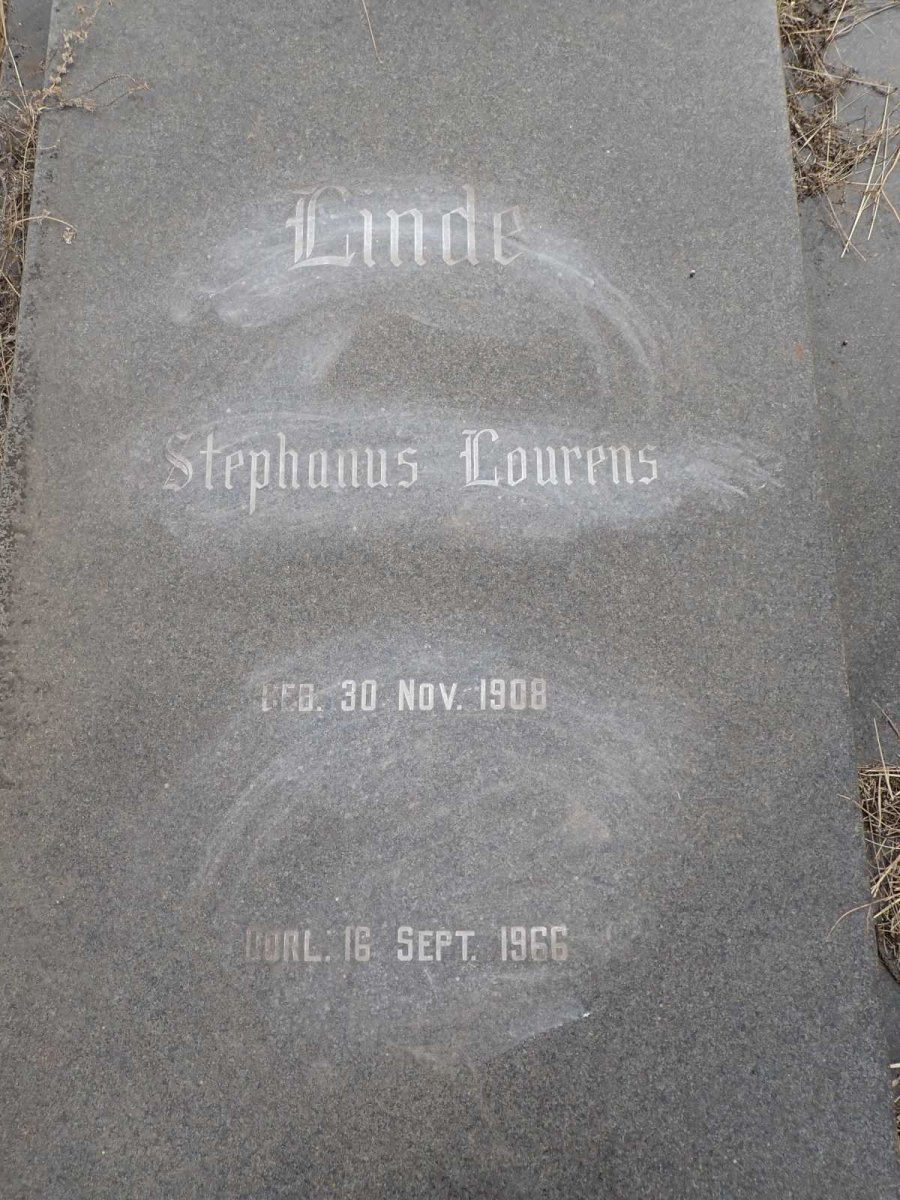 Linde
Stephanus Lourens
GEB. 30 NOV. 1908
OORL. 16 SEPT. 1966